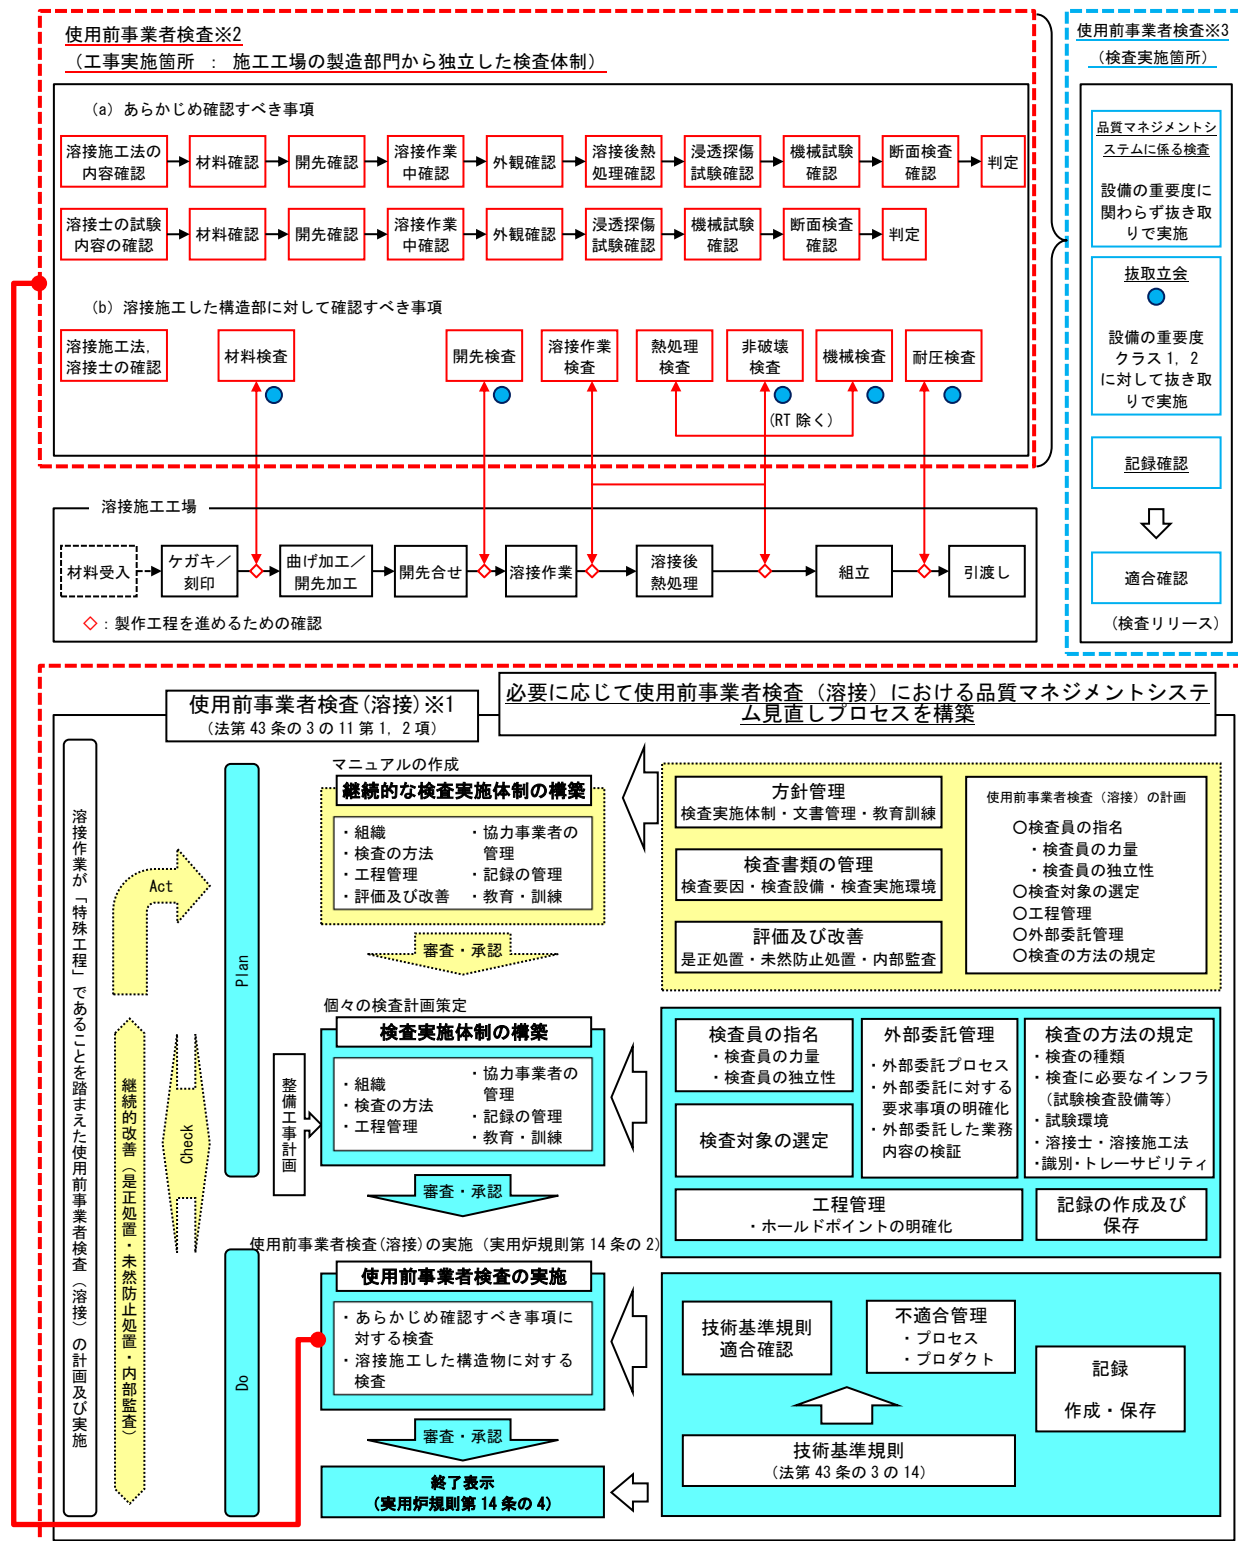 使用前事業者検査※2
（工事実施箇所 ： 施工工場の製造部門から独立した検査体制）
(a) あらかじめ確認すべき事項
溶接施工法の
内容確認
材料確認
開先確認
溶接作業
中確認
外観確認
溶接後熱
処理確認
浸透探傷
試験確認
機械試験
確認
断面検査
確認
判定
溶接士の試験
内容の確認
材料確認
開先確認
溶接作業
中確認
外観確認
浸透探傷
試験確認
機械試験
確認
断面検査
確認
判定
(b) 溶接施工した構造部に対して確認すべき事項
溶接施工法,
溶接士の確認
材料検査
開先検査
溶接作業
検査
熱処理
検査
非破壊
検査
機械検査
耐圧検査
(RT 除く)
使用前事業者検査※3
（検査実施箇所）
品質マネジメントシ
ステムに係る検査
設備の重要度に
関わらず抜き取
りで実施
抜取立会
設備の重要度
クラス1, 2
に対して抜き取
りで実施
記録確認
適合確認
(検査リリース)
溶接施工工場
材料受入
ケガキ／
刻印
曲げ加工／
開先加工
開先合せ
溶接作業
溶接後
熱処理
組立
引渡し
◇：製作工程を進めるための確認
使用前事業者検査(溶接)※1
(法第 43 条の 3 の 11 第 1, 2 項)
必要に応じて使用前事業者検査（溶接）における品質マネジメントシステ
ム見直しプロセスを構築
溶接作業が「特殊工程」であることを踏まえた使用前事業者検査（溶接）の計画及び実施
Act
継続的改善（是正処置・未然防止処置・内部監査）
Check
Plan
Do
マニュアルの作成
継続的な検査実施体制の構築
・組織
・検査の方法
・工程管理
・評価及び改善
・協力事業者の
管理
・記録の管理
・教育・訓練
審査・承認
方針管理
検査実施体制・文書管理・教育訓練
検査書類の管理
検査要因・検査設備・検査実施環境
評価及び改善
是正処置・未然防止処置・内部監査
使用前事業者検査（溶接）の計画
○検査員の指名
・検査員の力量
・検査員の独立性
○検査対象の選定
○工程管理
○外部委託管理
○検査の方法の規定
個々の検査計画策定
検査実施体制の構築
整備工事計画
・組織
・検査の方法
・工程管理
・協力事業者の
管理
・記録の管理
・教育・訓練
審査・承認
検査員の指名
・検査員の力量
・検査員の独立性
検査対象の選定
外部委託管理
・外部委託プロセス
・外部委託に対する
要求事項の明確化
・外部委託した業務
内容の検証
検査の方法の規定
・検査の種類
・検査に必要なインフラ
(試験検査設備等)
・試験環境
・溶接士・溶接施工法
・識別・トレーサビリティ
工程管理
・ホールドポイントの明確化
記録の作成及び
保存
使用前事業者検査(溶接)の実施 (実用炉規則第 14 条の 2)
使用前事業者検査の実施
・あらかじめ確認すべき事項に
対する検査
・溶接施工した構造物に対する
検査
審査・承認
終了表示
(実用炉規則第 14 条の 4)
技術基準規則
適合確認
不適合管理
・プロセス
・プロダクト
記録
作成・保存
技術基準規則
(法第 43 条の 3 の 14)